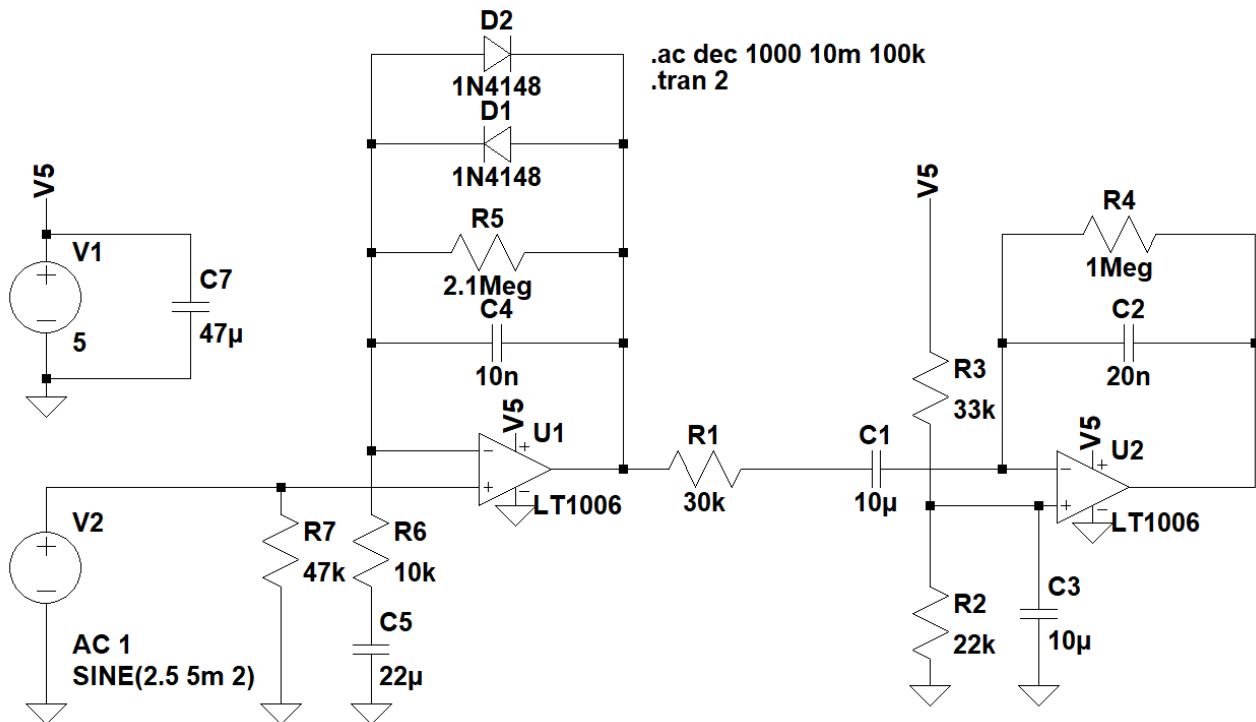 D2
1N4148
.ac dec 1000 10m 100k
.tran 2
D1
1N4148
V5
V1
5
C7
47µ
R5
2.1Meg
C4
10n
V5
+
U1
−
+
−
LT1006
R1
30k
C1
10µ
V5
R3
33k
R4
1Meg
C2
20n
V5
+
U2
−
+
−
LT1006
V2
R7
47k
R6
10k
C5
22µ
R2
22k
C3
10µ
AC 1
SINE(2.5 5m 2)